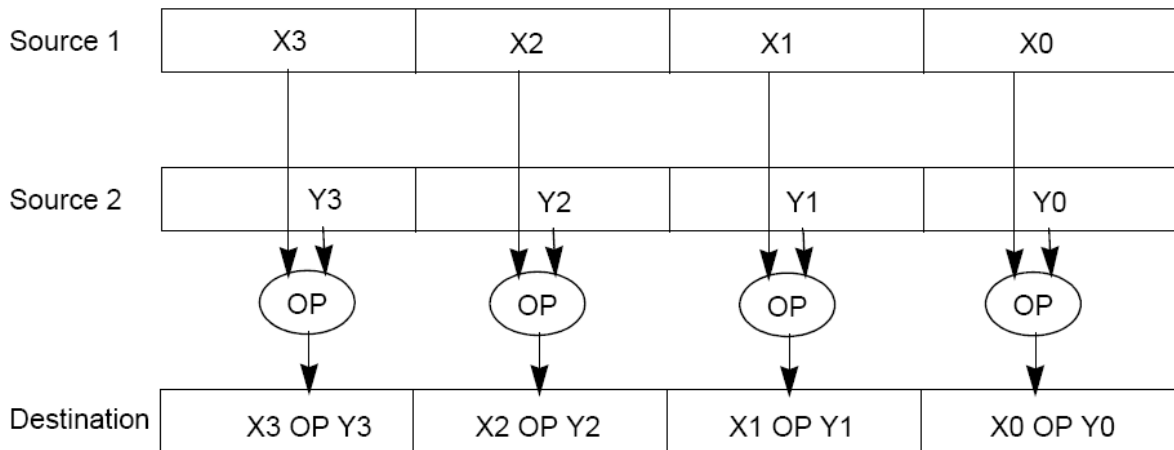 Source 1 X3 X2 X1 X0
Source 2 Y3 Y2 Y1 Y0
OP OP OP OP
Destination X3 OP Y3 X2 OP Y2 X1 OP Y1 X0 OP Y0